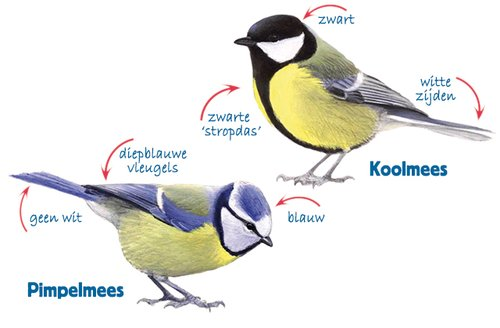 zwart
witte
zijden
zwarte
'stropdas'
Koolmees
diepblauwe
vleugels
geen wit
blauw
Pimpelmees